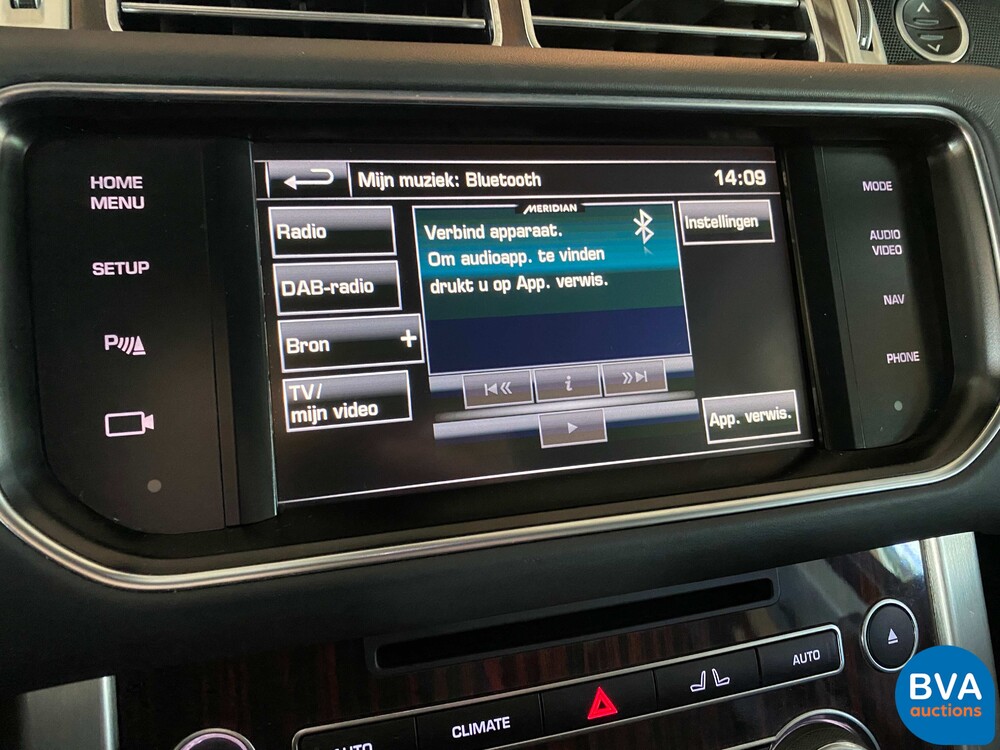 HOME
MENU
SETUP
Mijn muziek: Bluetooth
14:09
Radio
DAB-radio
Bron +
TV/
mijn video
MERIDIAN
Verbind apparaat.
Om audioapp. te vinden
drukt u op App. verwis.
i
Instellingen
App. verwis.
MODE
AUDIO
VIDEO
NAV
PHONE
AUTO
CLIMATE
AUTO
BVA
auctions